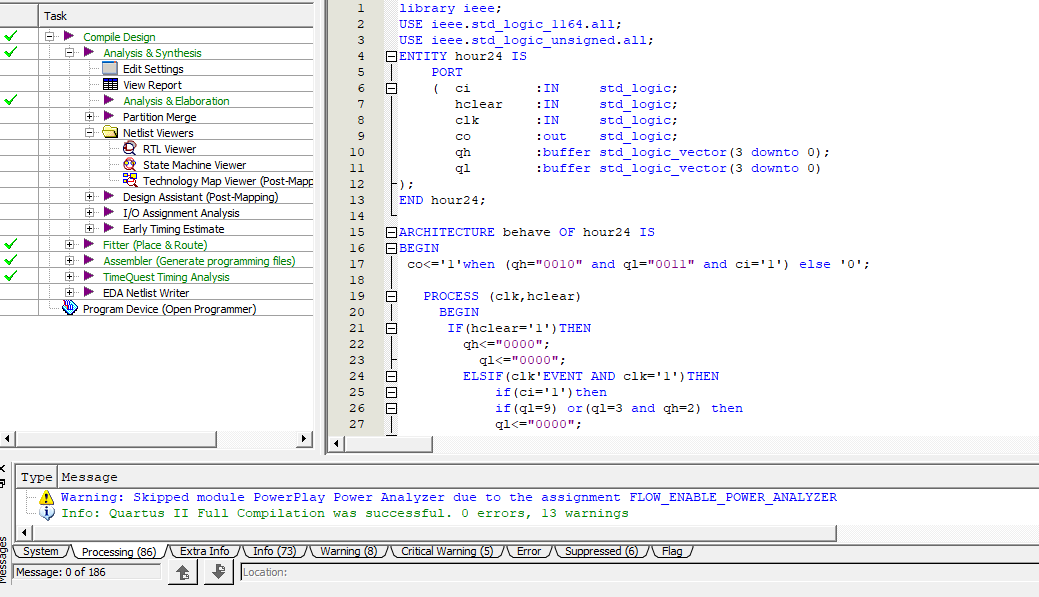 Task
Compile Design
Analysis & Synthesis
Edit Settings
View Report
Analysis & Elaboration
Partition Merge
Netlist Viewers
RTL Viewer
State Machine Viewer
Technology Map Viewer (Post-Mapp
Design Assistant (Post-Mapping)
I/O Assignment Analysis
Early Timing Estimate
Fitter (Place & Route)
Assembler (Generate programming files)
TimeQuest Timing Analysis
EDA Netlist Writer
Program Device (Open Programmer)
1 library ieee;
2 USE ieee.std_logic_1164.all;
3 USE ieee.std_logic_unsigned.all;
4 ENTITY hour24 IS
5 PORT
6 ( ci :IN std_logic;
7 hclear :IN std_logic;
8 clk :IN std_logic;
9 co :out std_logic;
10 qh :buffer std_logic_vector(3 downto 0);
11 ql :buffer std_logic_vector(3 downto 0)
12 );
13 END hour24;
14
15 ARCHITECTURE behave OF hour24 IS
16 BEGIN
17 co<='1'when (qh="0010" and ql="0011" and ci='1') else '0';
18
19 PROCESS (clk,hclear)
20 BEGIN
21 IF(hclear='1')THEN
22 qh<="0000";
23 ql<="0000";
24 ELSIF(clk'EVENT AND clk='1')THEN
25 if(ci='1')then
26 if(ql=9) or(ql=3 and qh=2) then
27 ql<="0000";
Type Message
Warning: Skipped module PowerPlay Power Analyzer due to the assignment FLOW_ENABLE_POWER_ANALYZER
Info: Quartus II Full Compilation was successful. 0 errors, 13 warnings
System Processing (86) Extra Info Info (73) Warning (8) Critical Warning (5) Error Suppressed (6) Flag
Message: 0 of 186 Location:
Messages